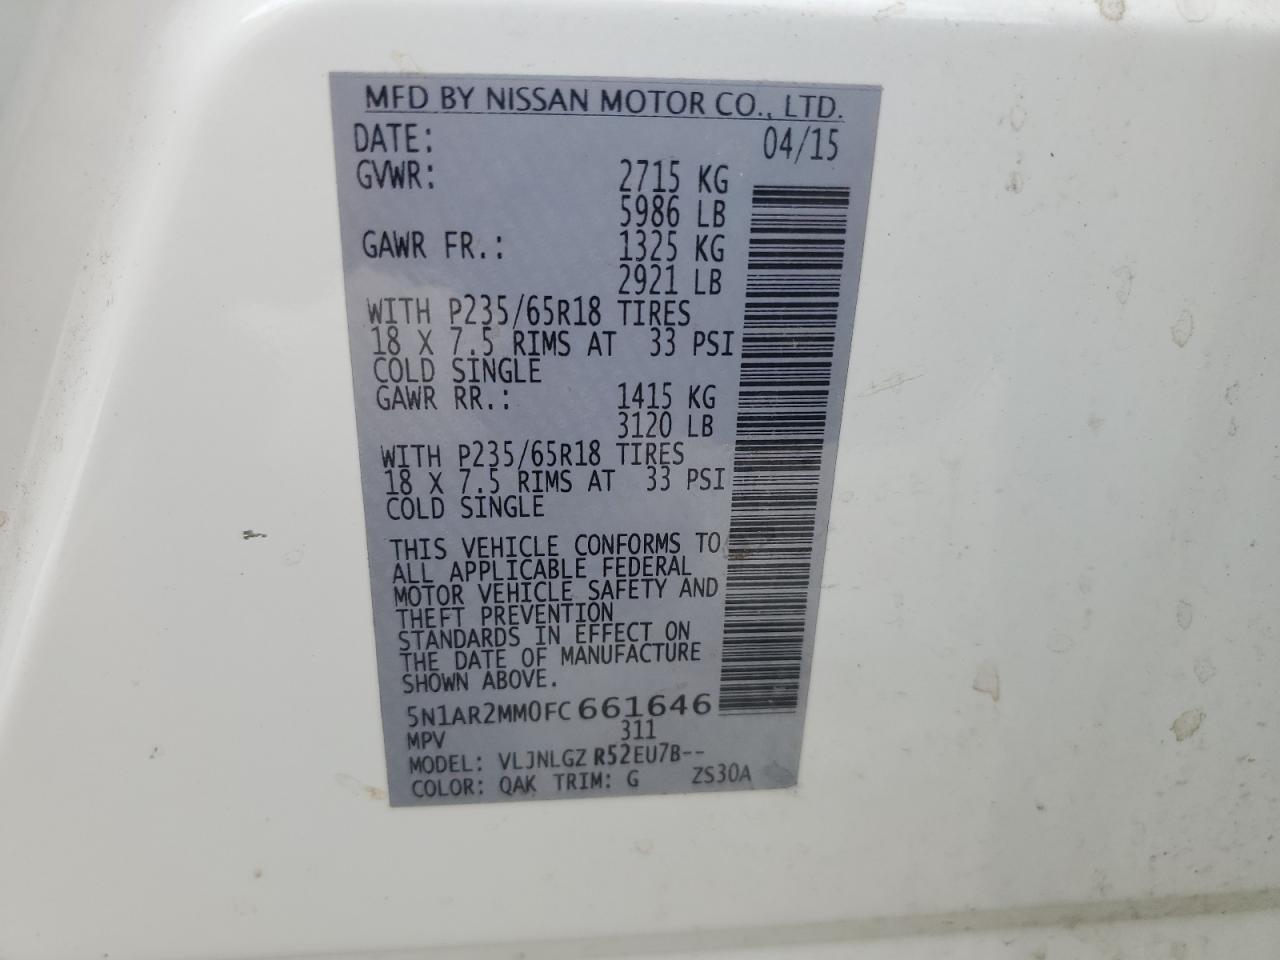 MFD BY NISSAN MOTOR CO., LTD.
DATE: 04/15
GVWR: 2715 KG
5986 LB
GAWR FR.: 1325 KG
2921 LB
WITH P235/65R18 TIRES
18 X 7.5 RIMS AT 33 PSI
COLD SINGLE
GAWR RR.: 1415 KG
3120 LB
WITH P235/65R18 TIRES
18 X 7.5 RIMS AT 33 PSI
COLD SINGLE
THIS VEHICLE CONFORMS TO
ALL APPLICABLE FEDERAL
MOTOR VEHICLE SAFETY AND
THEFT PREVENTION
STANDARDS IN EFFECT ON
THE DATE OF MANUFACTURE
SHOWN ABOVE.
5N1AR2MM0FC661646
MPV 311
MODEL: VLJNLGZ R52EU7B--
COLOR: QAK TRIM: G ZS30A